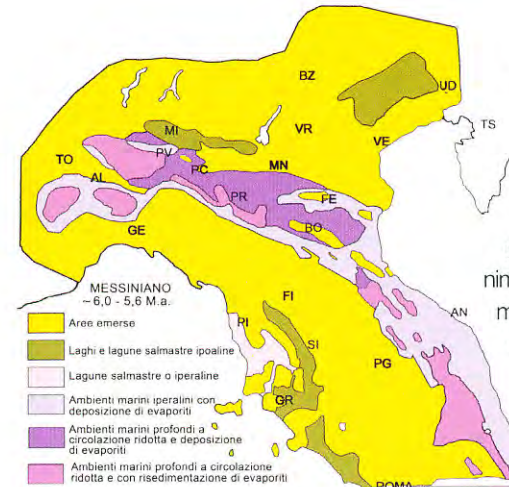 BZ
UD
TS
MI
VR
VE
TO
PV
PC
MN
AL
PR
FE
GE
BO
MESSINIANO
~6,0 - 5,6 M.a.
FI
nin
AN
m
PI
SI
PG
GR
ROMA
Aree emerse
Laghi e lagune salmastre ipoaline
Lagune salmastre o iperaline
Ambienti marini iperalini con
deposizione di evaporiti
Ambienti marini profondi a
circolazione ridotta e deposizione
di evaporiti
Ambienti marini profondi a circolazione
ridotta e con risedimentazione di evaporiti